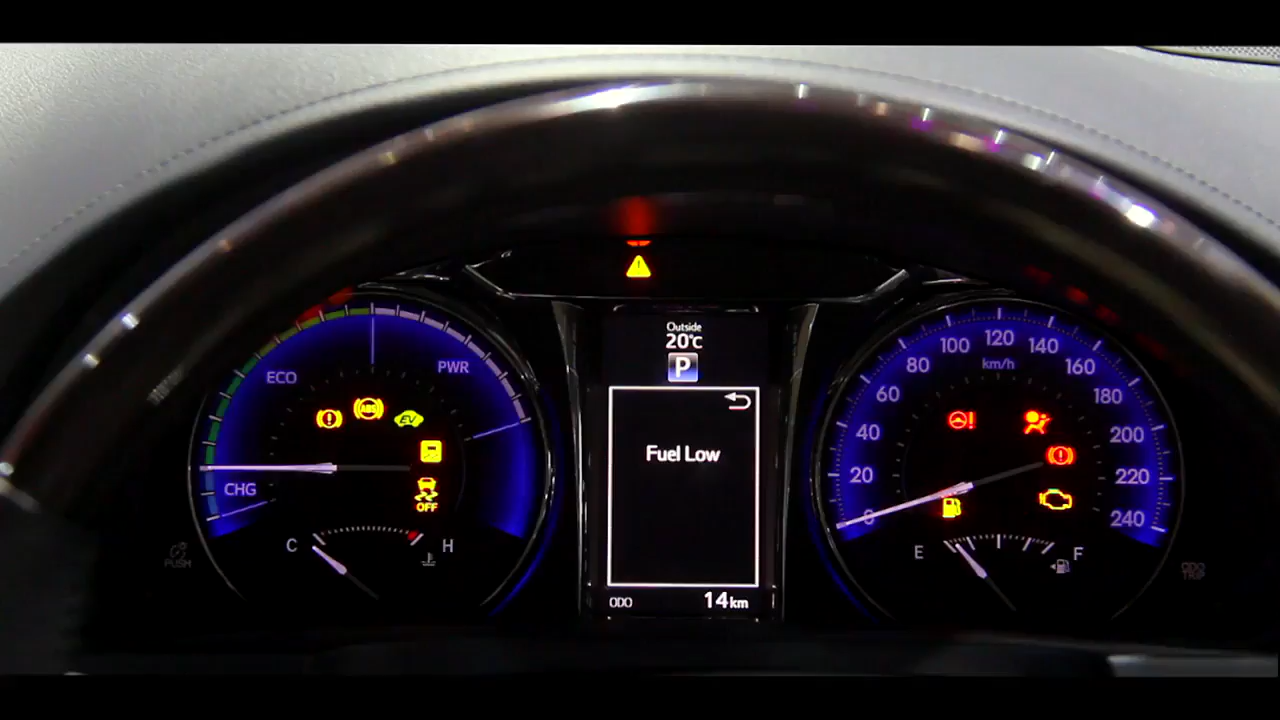 Outside
20°C
P
Fuel Low
ODO
14km
ECO
PWR
CHG
ABS
EV
OFF
C
H
PUSH
0
20
40
60
80
100
120
140
160
180
200
220
240
km/h
E
F
ODO
TRIP